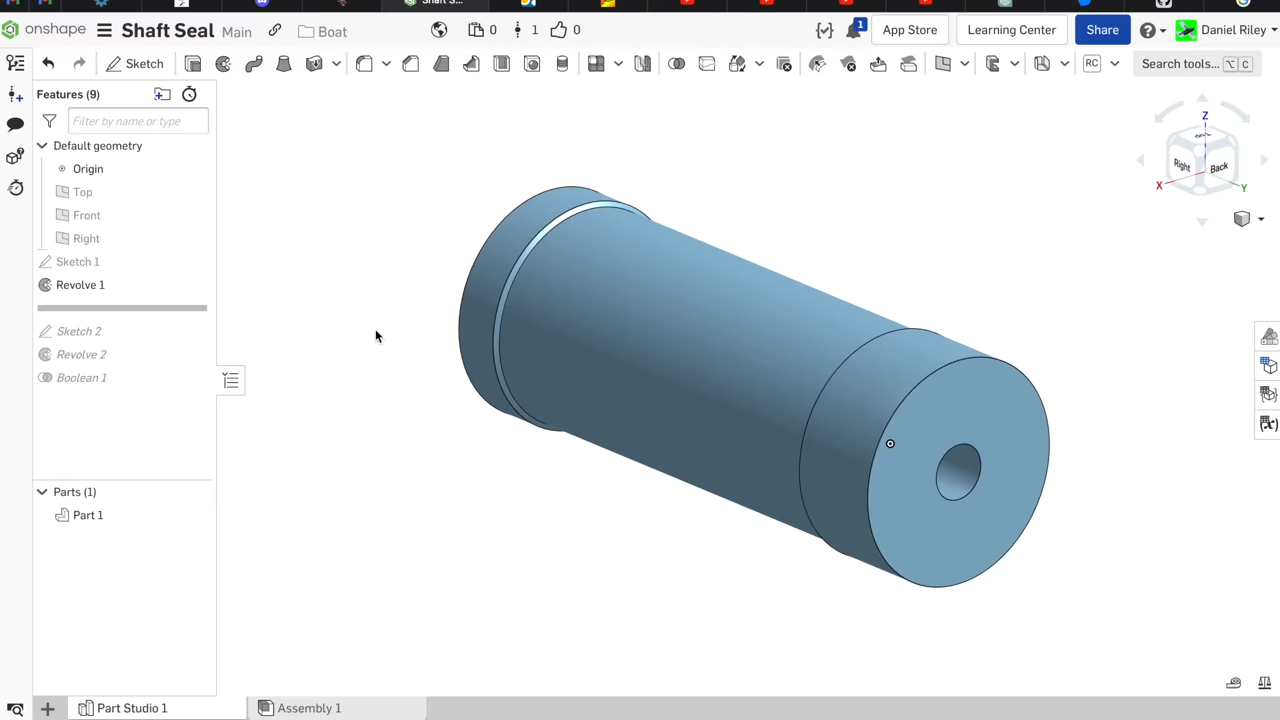 Shaft S...
onshape Shaft Seal Main Boat 1 0 1 App Store Learning Center Share Daniel Riley
Sketch RC Search tools... ⌥ C
Features (9)
Filter by name or type
Default geometry
Origin
Top
Front
Right
Sketch 1
Revolve 1
Sketch 2
Revolve 2
Boolean 1
Parts (1)
Part 1
Z
Right Back
X Y
(x)
Part Studio 1 Assembly 1